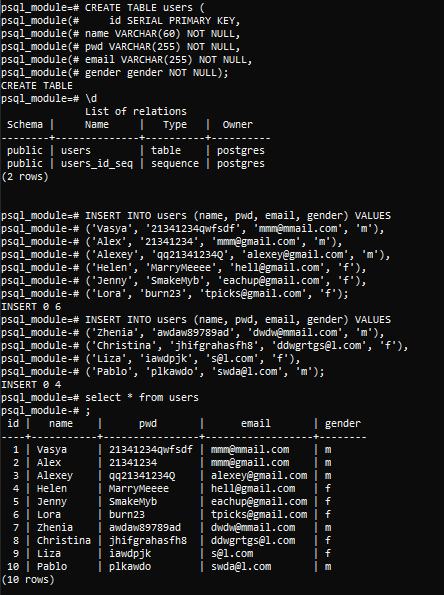 psql_module=# CREATE TABLE users (
psql_module(#     id SERIAL PRIMARY KEY,
psql_module(# name VARCHAR(60) NOT NULL,
psql_module(# pwd VARCHAR(255) NOT NULL,
psql_module(# email VARCHAR(255) NOT NULL,
psql_module(# gender gender NOT NULL);
CREATE TABLE
psql_module=# \d
             List of relations
 Schema |     Name     |   Type   |  Owner
--------+--------------+----------+----------
 public | users        | table    | postgres
 public | users_id_seq | sequence | postgres
(2 rows)
psql_module=# INSERT INTO users (name, pwd, email, gender) VALUES
psql_module-# ('Vasya', '21341234qwfsdf', 'mmm@mmail.com', 'm'),
psql_module-# ('Alex', '21341234', 'mmm@gmail.com', 'm'),
psql_module-# ('Alexey', 'qq21341234Q', 'alexey@gmail.com', 'm'),
psql_module-# ('Helen', 'MarryMeeee', 'hell@gmail.com', 'f'),
psql_module-# ('Jenny', 'SmakeMyb', 'eachup@gmail.com', 'f'),
psql_module-# ('Lora', 'burn23', 'tpicks@gmail.com', 'f');
INSERT 0 6
psql_module=# INSERT INTO users (name, pwd, email, gender) VALUES
psql_module-# ('Zhenia', 'awdaw89789ad', 'dwdw@mmail.com', 'm'),
psql_module-# ('Christina', 'jhifgrahasfh8', 'ddwgrtgs@l.com', 'f'),
psql_module-# ('Liza', 'iawdpjk', 's@l.com', 'f'),
psql_module-# ('Pablo', 'plkawdo', 'swda@l.com', 'm');
INSERT 0 4
psql_module=# select * from users
psql_module-# ;
 id |   name    |      pwd       |      email       | gender
----+-----------+----------------+------------------+--------
  1 | Vasya     | 21341234qwfsdf | mmm@mmail.com    | m
  2 | Alex      | 21341234       | mmm@gmail.com    | m
  3 | Alexey    | qq21341234Q    | alexey@gmail.com | m
  4 | Helen     | MarryMeeee     | hell@gmail.com   | f
  5 | Jenny     | SmakeMyb       | eachup@gmail.com | f
  6 | Lora      | burn23         | tpicks@gmail.com | f
  7 | Zhenia    | awdaw89789ad   | dwdw@mmail.com   | m
  8 | Christina | jhifgrahasfh8  | ddwgrtgs@l.com   | f
  9 | Liza      | iawdpjk        | s@l.com          | f
 10 | Pablo     | plkawdo        | swda@l.com       | m
(10 rows)